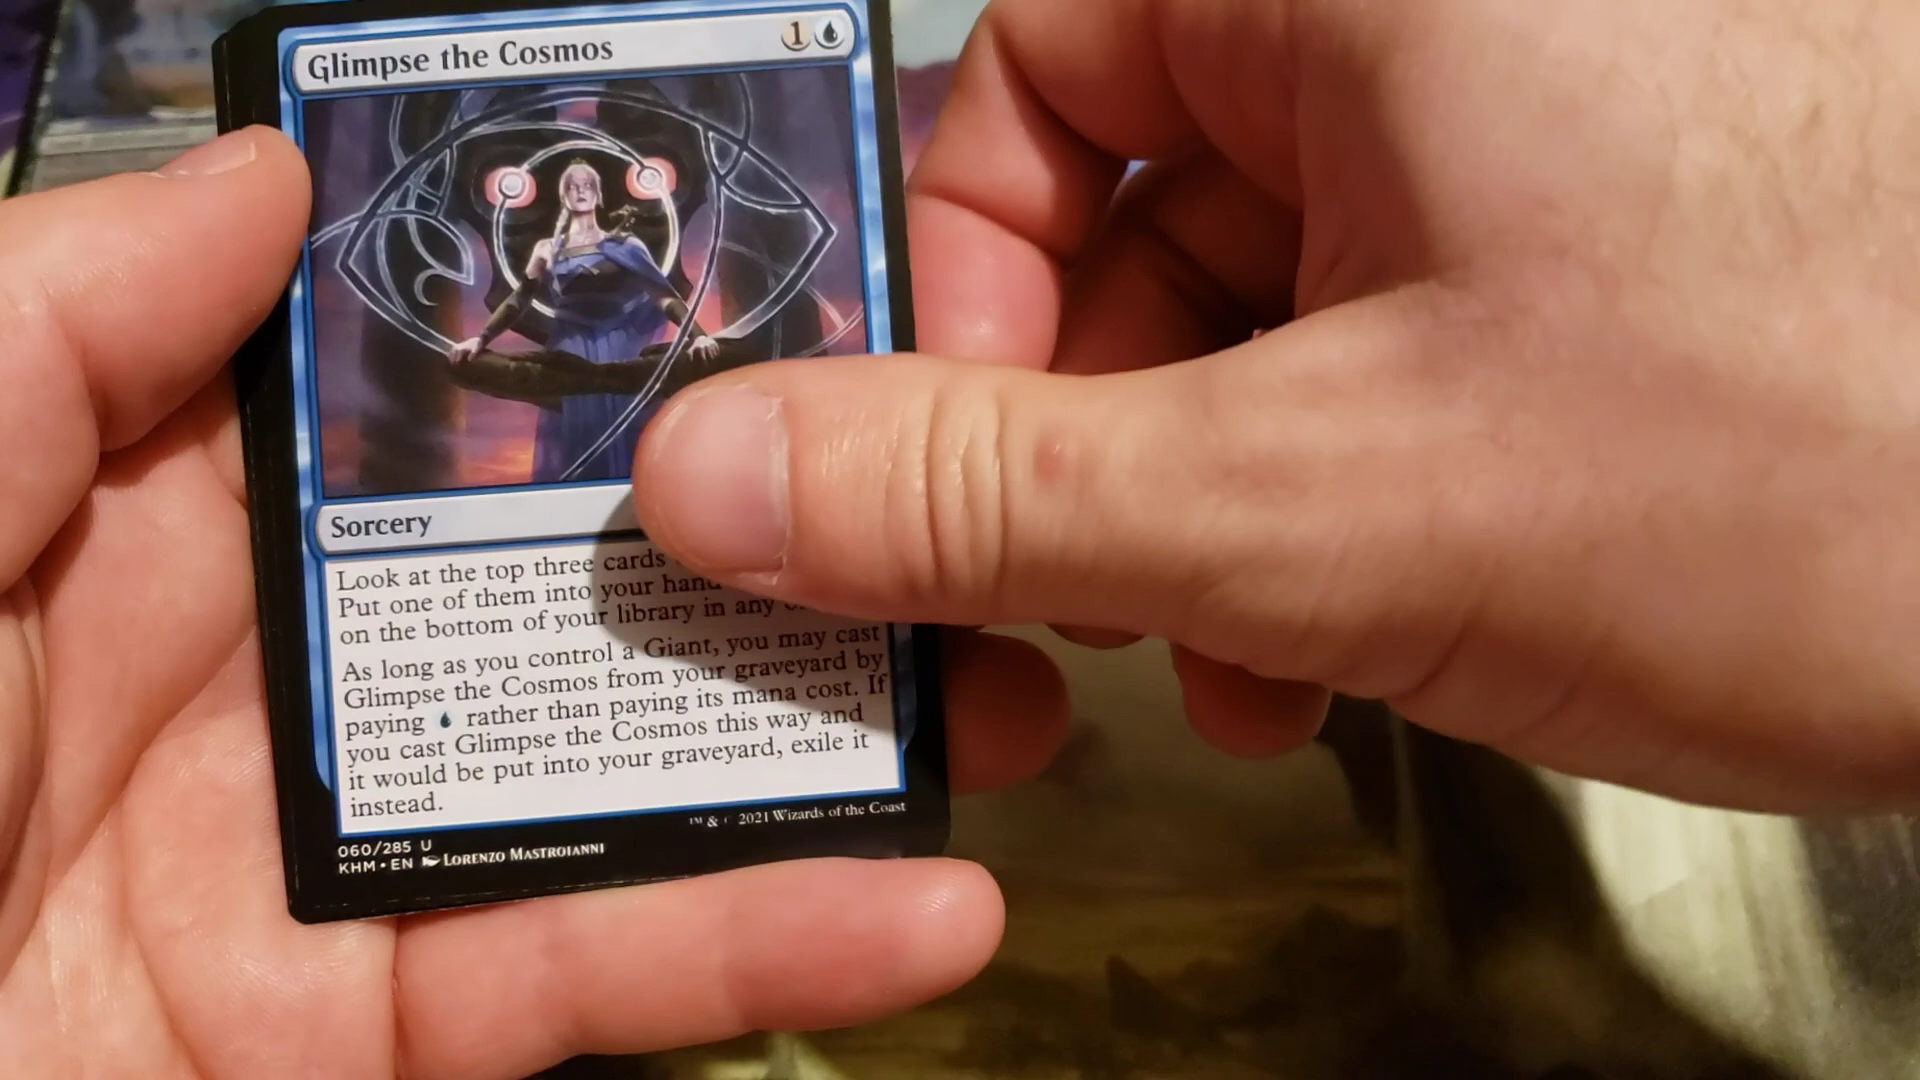 Glimpse the Cosmos 1
Sorcery
Look at the top three cards
Put one of them into your hand
on the bottom of your library in any
As long as you control a Giant, you may cast
Glimpse the Cosmos from your graveyard by
paying rather than paying its mana cost. If
you cast Glimpse the Cosmos this way and
it would be put into your graveyard, exile it
instead.
™ & © 2021 Wizards of the Coast
060/285 U
KHM • EN Lorenzo Mastroianni